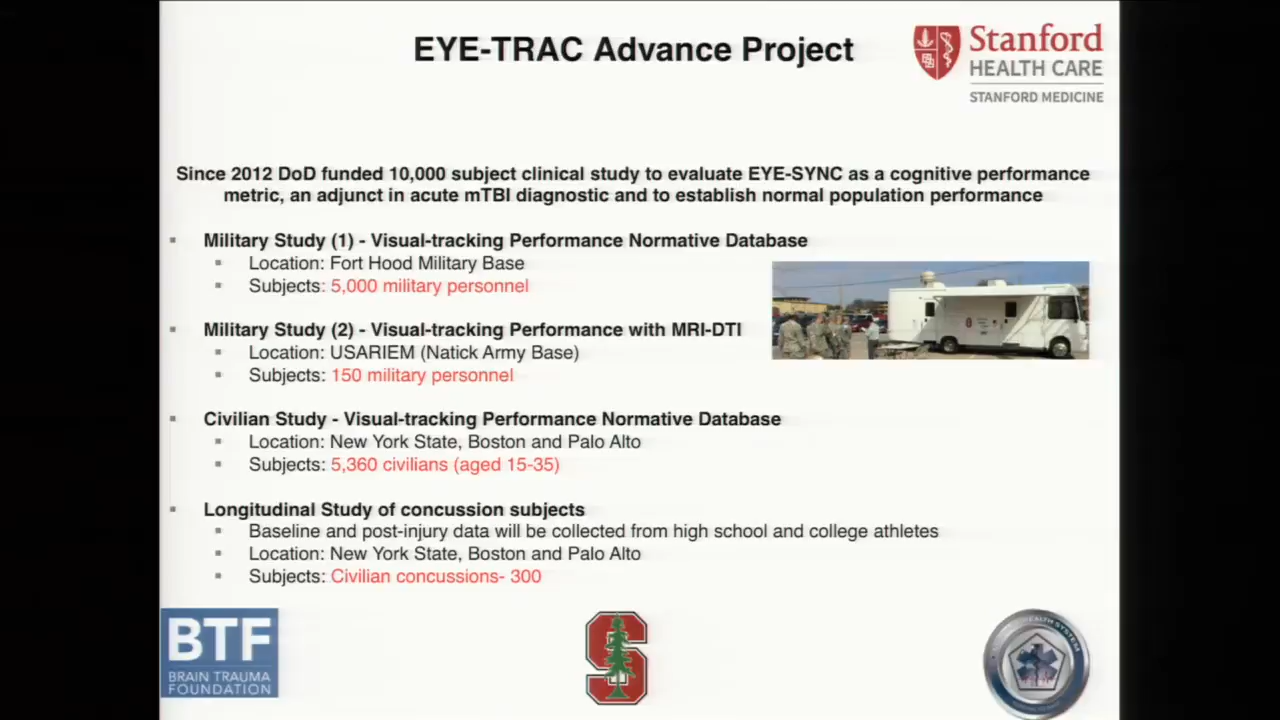 EYE-TRAC Advance Project
Stanford
HEALTH CARE
STANFORD MEDICINE
Since 2012 DoD funded 10,000 subject clinical study to evaluate EYE-SYNC as a cognitive performance
metric, an adjunct in acute mTBI diagnostic and to establish normal population performance
Military Study (1) - Visual-tracking Performance Normative Database
Location: Fort Hood Military Base
Subjects: 5,000 military personnel
Military Study (2) - Visual-tracking Performance with MRI-DTI
Location: USARIEM (Natick Army Base)
Subjects: 150 military personnel
Civilian Study - Visual-tracking Performance Normative Database
Location: New York State, Boston and Palo Alto
Subjects: 5,360 civilians (aged 15-35)
Longitudinal Study of concussion subjects
Baseline and post-injury data will be collected from high school and college athletes
Location: New York State, Boston and Palo Alto
Subjects: Civilian concussions- 300
BTF
BRAIN TRAUMA
FOUNDATION
S
HEALTH SYSTEM